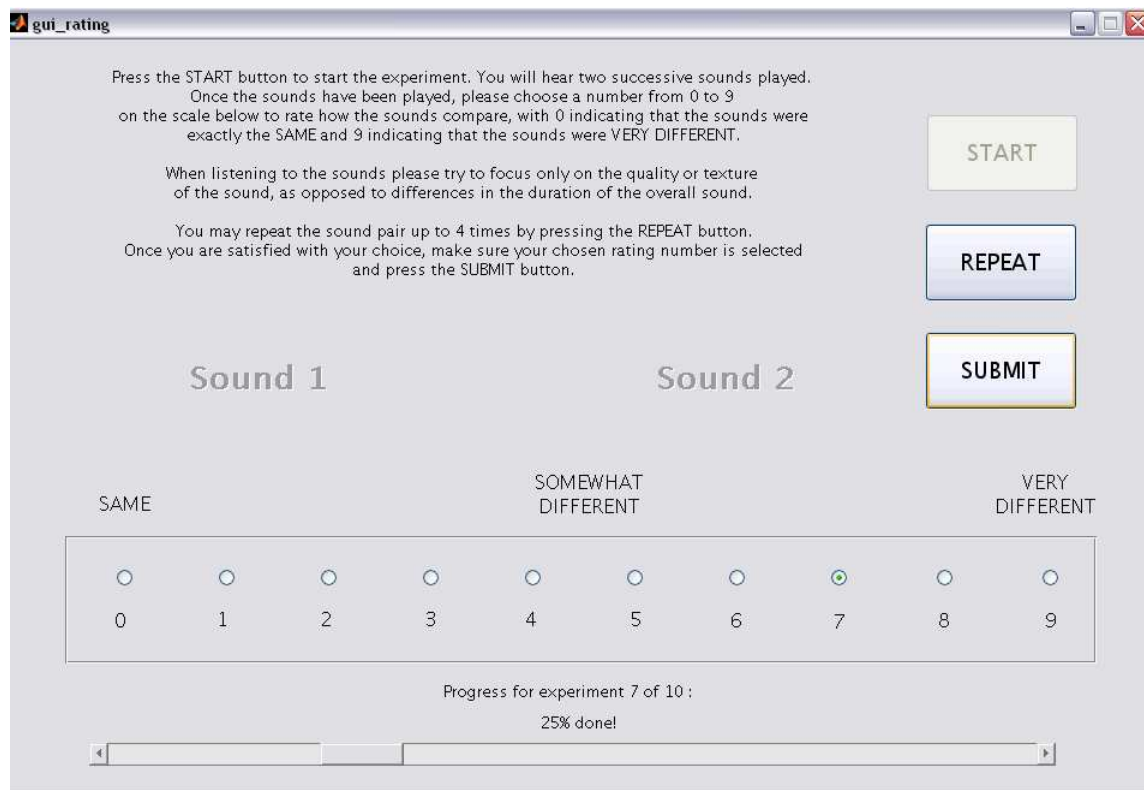 gui_rating
Press the START button to start the experiment. You will hear two successive sounds played.
Once the sounds have been played, please choose a number from 0 to 9
on the scale below to rate how the sounds compare, with 0 indicating that the sounds were
exactly the SAME and 9 indicating that the sounds were VERY DIFFERENT.
When listening to the sounds please try to focus only on the quality or texture
of the sound, as opposed to differences in the duration of the overall sound.
You may repeat the sound pair up to 4 times by pressing the REPEAT button.
Once you are satisfied with your choice, make sure your chosen rating number is selected
and press the SUBMIT button.
START
REPEAT
SUBMIT
Sound 1
Sound 2
SAME
SOMEWHAT
DIFFERENT
VERY
DIFFERENT
0 1 2 3 4 5 6 7 8 9
Progress for experiment 7 of 10 :
25% done!